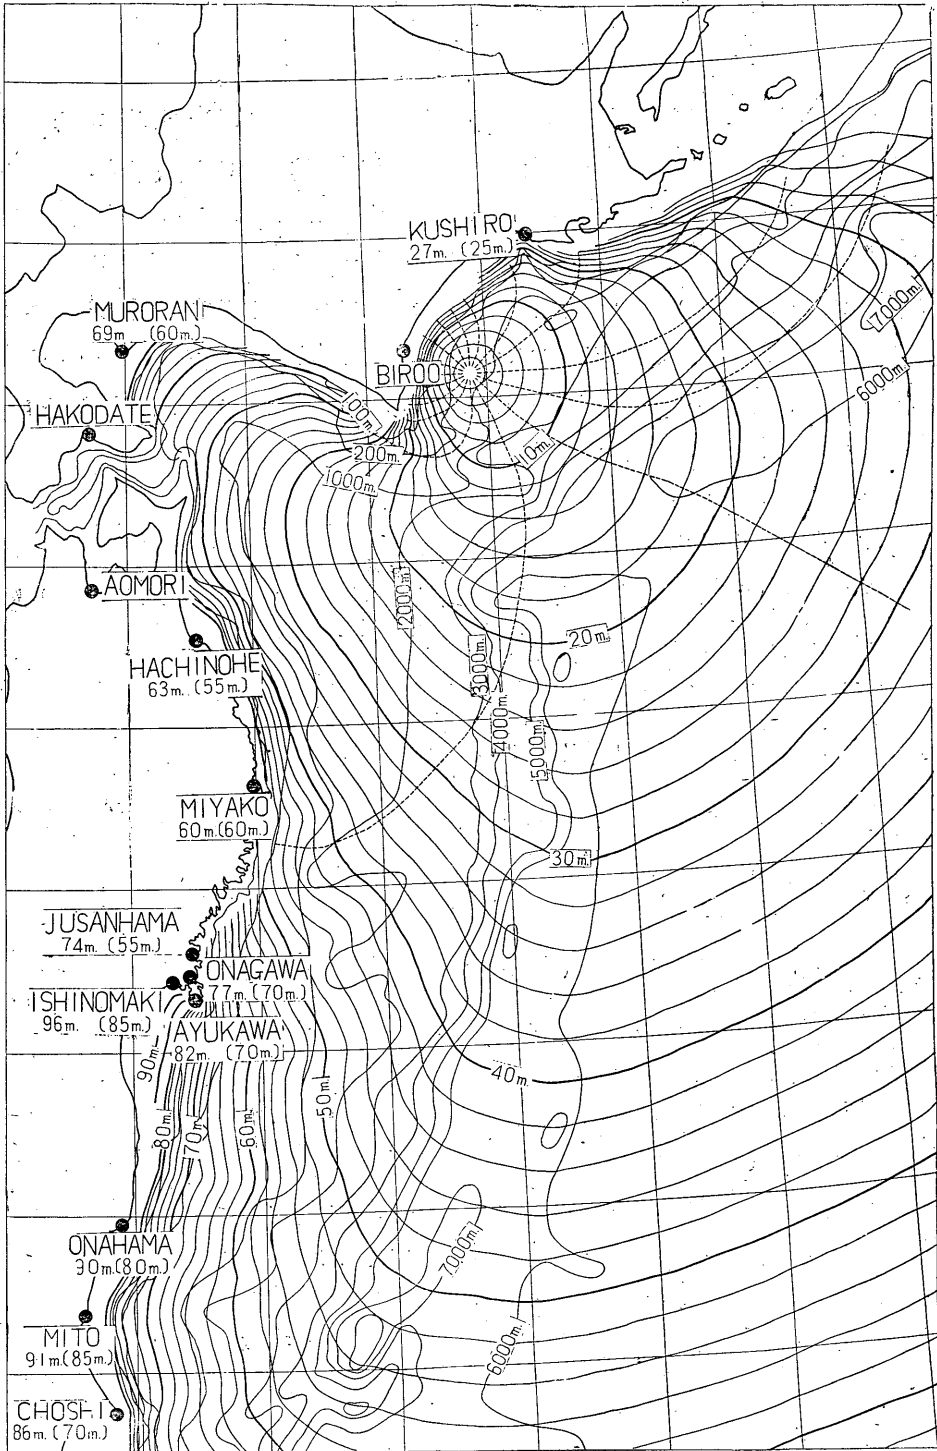 KUSHIRO
27m. (25m.)
7000m.
MURORAN
69m (60m.)
BIROO
6000m.
100m.
HAKODATE
200m.
10m.
1000m.
AOMORI
2000m.
20m.
HACHINOHE
63m. (55m.)
3000m.
4000m.
5000m.
MIYAKO
60m.(60m.)
30m.
JUSANHAMA
74m. (55m.)
ONAGAWA
77m.(70m.)
ISHINOMAKI
96m. (85m.)
AYUKAWA
82m. (70m.)
90m.
40m.
50m.
80m.
70m.
60m.
ONAHAMA
90m.(80m.)
7000m.
MITO
91m.(85m.)
6000m.
CHOSHI
86m.(70m.)